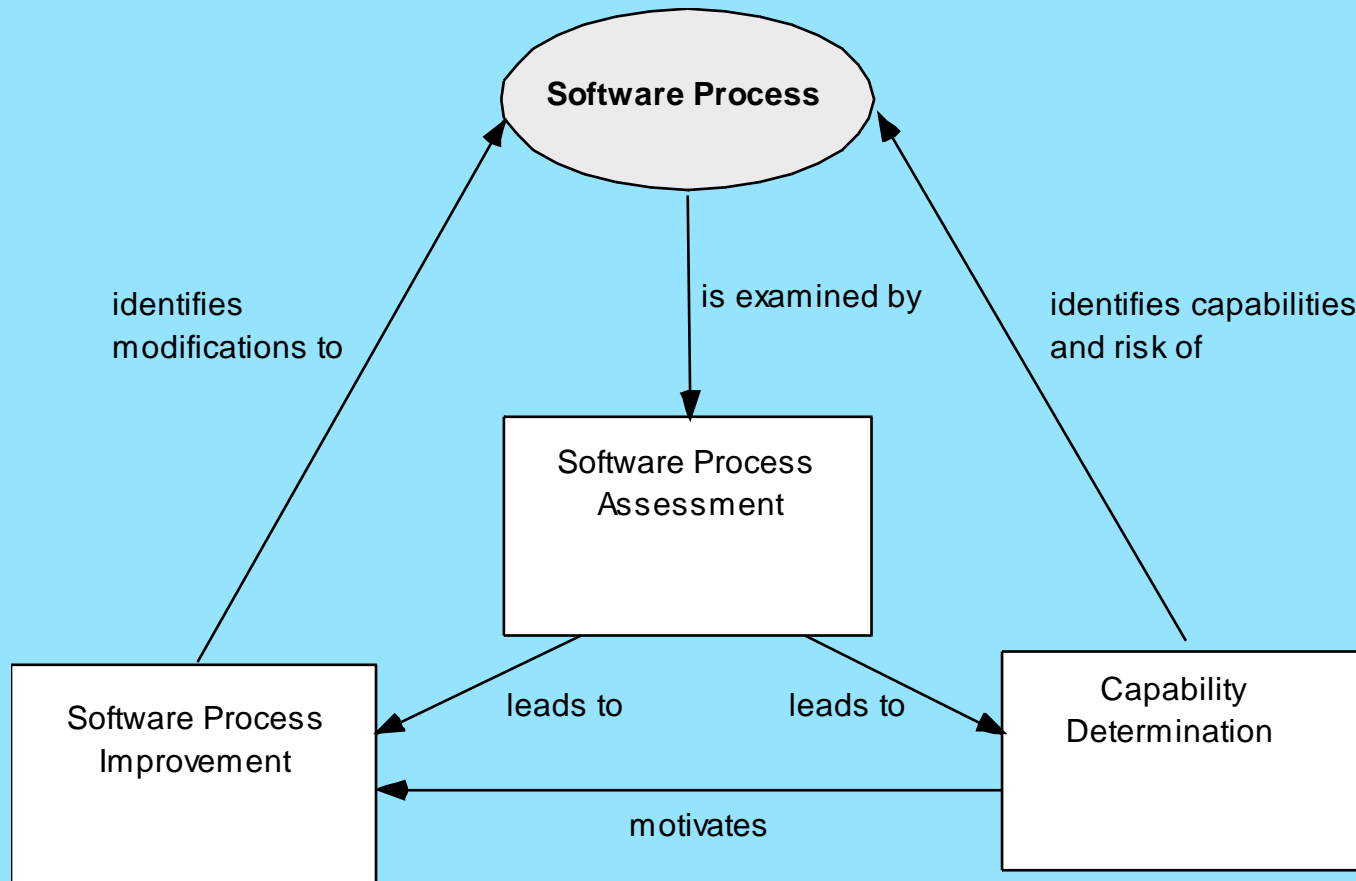 Software Process
identifies
modifications to
is examined by
identifies capabilities
and risk of
Software Process
Assessment
leads to
leads to
Software Process
Improvement
Capability
Determination
motivates